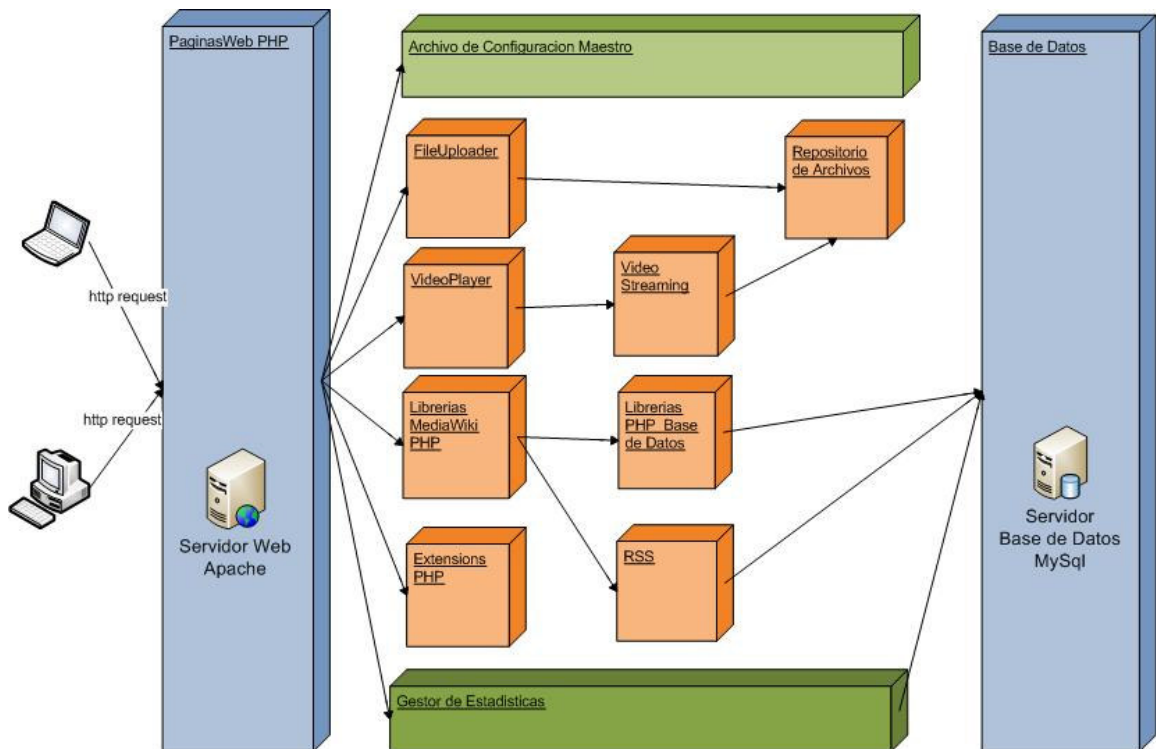 PaginasWeb PHP
Archivo de Configuracion Maestro
Base de Datos
FileUploader
Repositorio
de Archivos
http request
VideoPlayer
Video
Streaming
http request
Librerias
MediaWiki
PHP
Librerias
PHP Base
de Datos
Servidor Web
Apache
Extensions
PHP
RSS
Servidor
Base de Datos
MySql
Gestor de Estadisticas